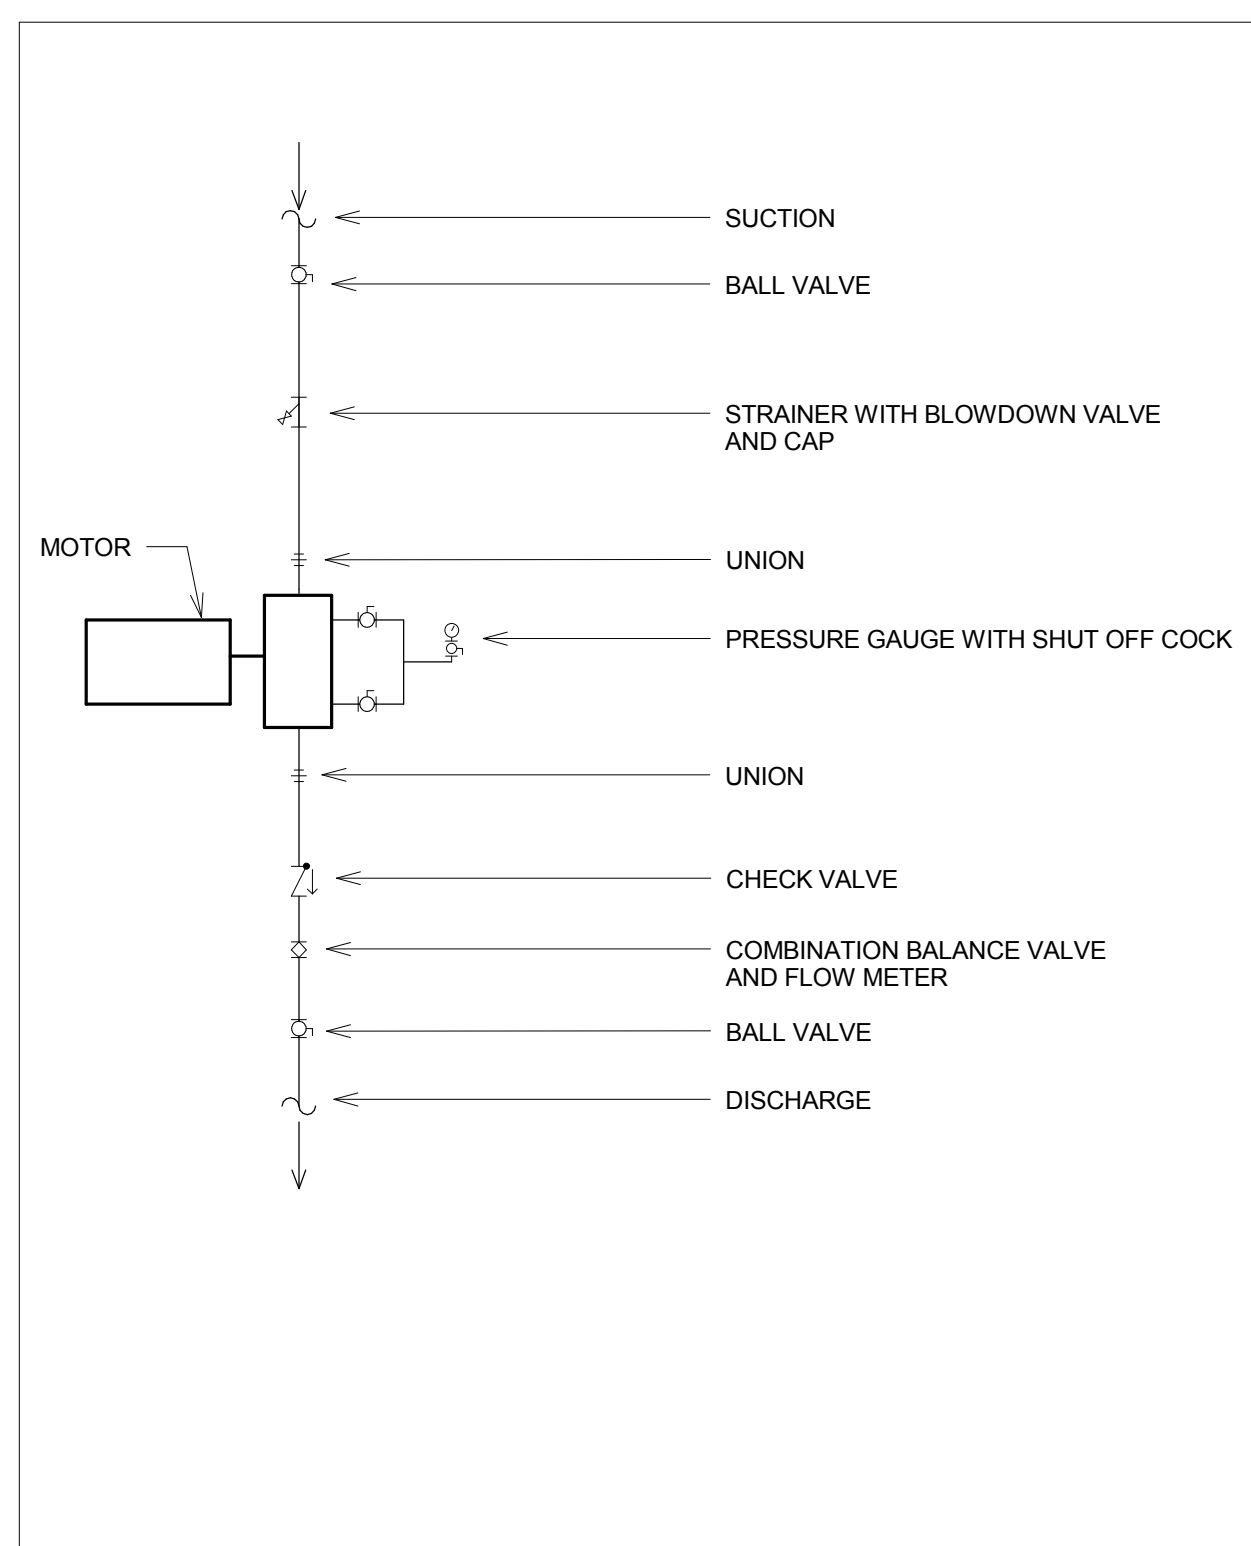 SUCTION
BALL VALVE
STRAINER WITH BLOWDOWN VALVE
AND CAP
MOTOR
UNION
PRESSURE GAUGE WITH SHUT OFF COCK
UNION
CHECK VALVE
COMBINATION BALANCE VALVE
AND FLOW METER
BALL VALVE
DISCHARGE